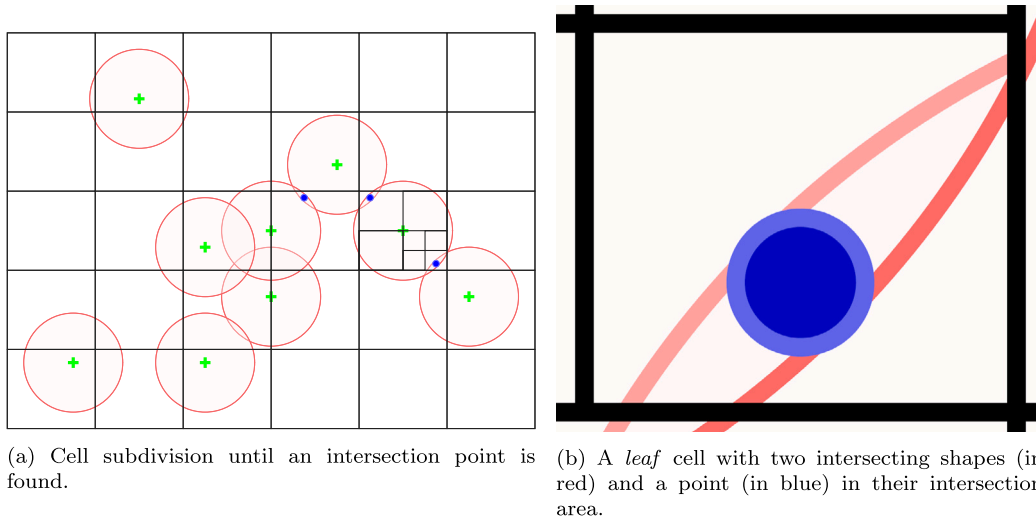 (a) Cell subdivision until an intersection point is
found.
(b) A leaf cell with two intersecting shapes (in
red) and a point (in blue) in their intersection
area.